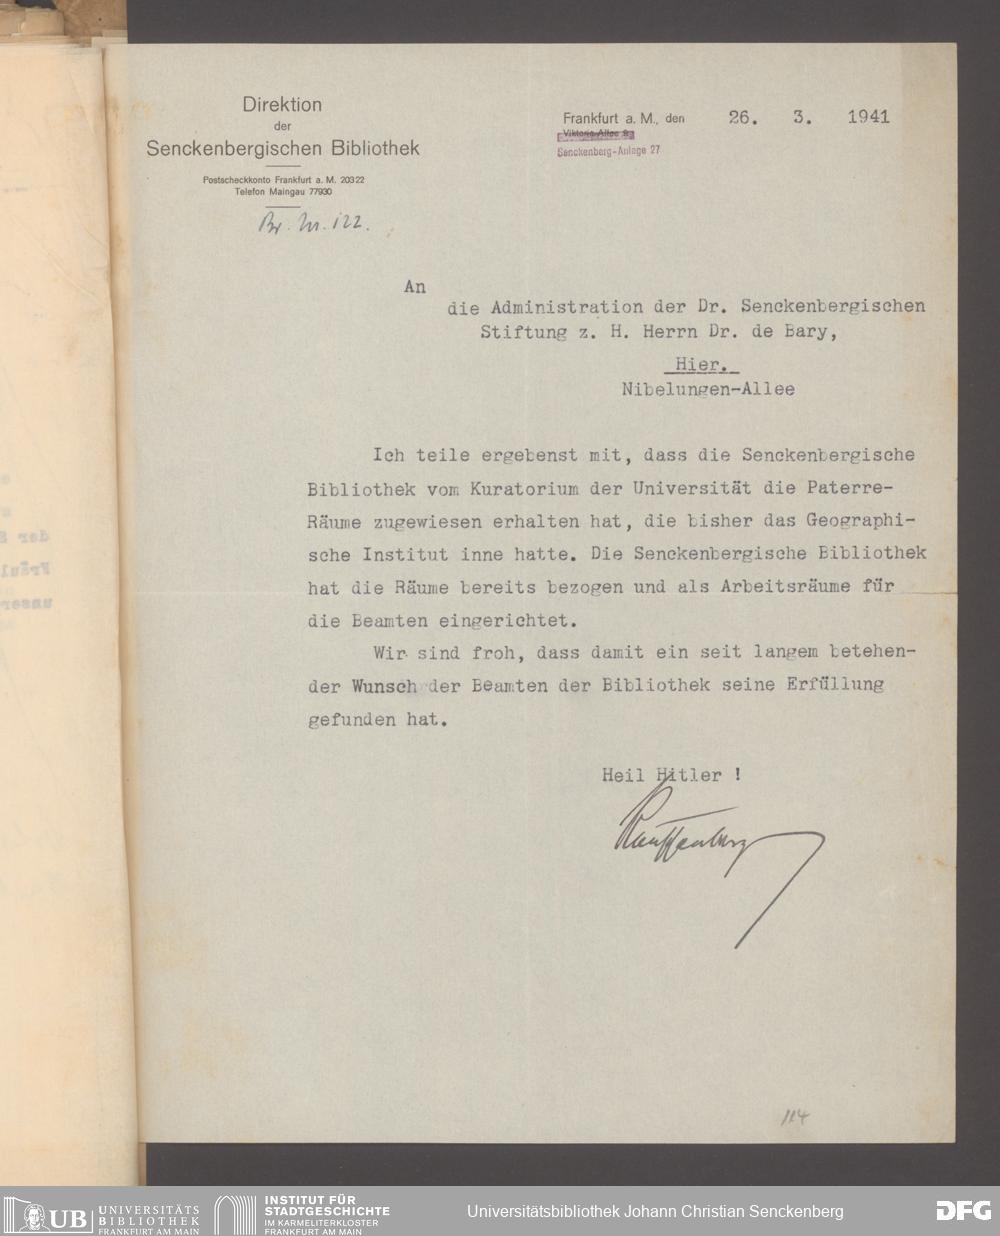 Direktion
der
Senckenbergischen Bibliothek
Postscheckkonto Frankfurt a. M. 20322
Telefon Maingau 77930
Br. Nr. 122.
Frankfurt a. M., den 26. 3. 1941
Viktoria-Allee 9
Senckenberg-Anlage 27
An
die Administration der Dr. Senckenbergischen
Stiftung z. H. Herrn Dr. de Bary,
Hier.
Nibelungen-Allee
Ich teile ergebenst mit, dass die Senckenbergische
Bibliothek vom Kuratorium der Universität die Paterre-
Räume zugewiesen erhalten hat, die bisher das Geographi-
sche Institut inne hatte. Die Senckenbergische Bibliothek
hat die Räume bereits bezogen und als Arbeitsräume für
die Beamten eingerichtet.
Wir sind froh, dass damit ein seit langem betehen-
der Wunsch der Beamten der Bibliothek seine Erfüllung
gefunden hat.
Heil Hitler !
114
der
Fräul
unser
UB UNIVERSITÄTS
BIBLIOTHEK
FRANKFURT AM MAIN
INSTITUT FÜR
STADTGESCHICHTE
IM KARMELITERKLOSTER
FRANKFURT AM MAIN
Universitätsbibliothek Johann Christian Senckenberg
DFG